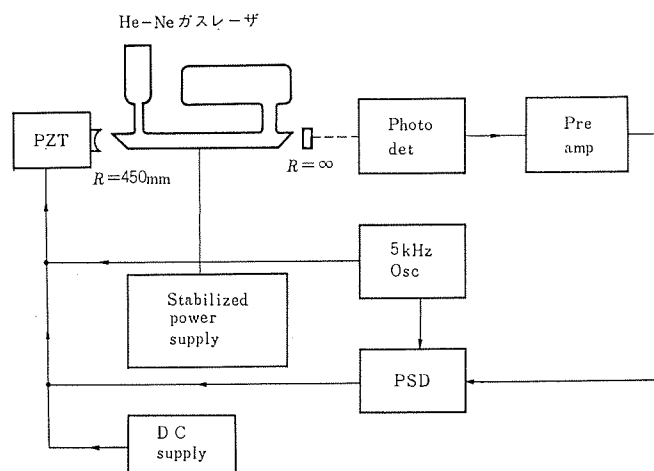 He-Neガスレーザ
PZT
R=450mm
R=∞
Photo
det
Pre
amp
5kHz
Osc
Stabilized
power
supply
PSD
DC
supply